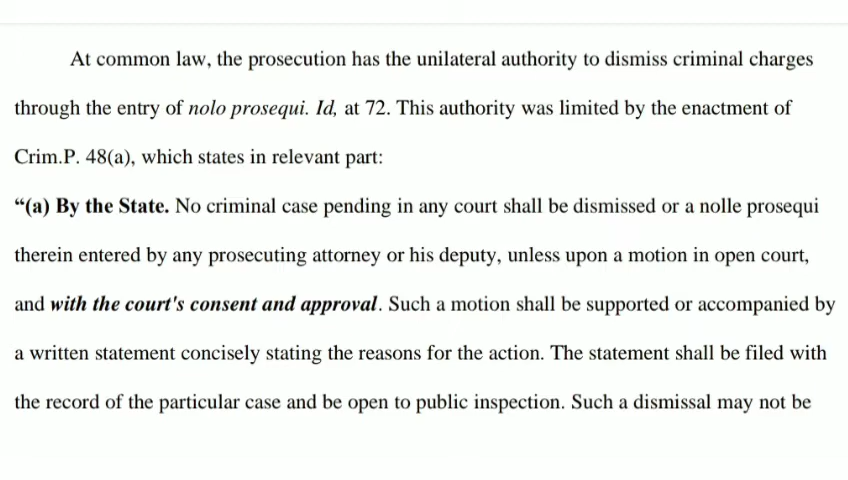 At common law, the prosecution has the unilateral authority to dismiss criminal charges
through the entry of nolo prosequi. Id, at 72. This authority was limited by the enactment of
Crim.P. 48(a), which states in relevant part:
“(a) By the State. No criminal case pending in any court shall be dismissed or a nolle prosequi
therein entered by any prosecuting attorney or his deputy, unless upon a motion in open court,
and with the court's consent and approval. Such a motion shall be supported or accompanied by
a written statement concisely stating the reasons for the action. The statement shall be filed with
the record of the particular case and be open to public inspection. Such a dismissal may not be